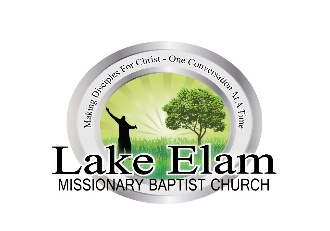 Making Disciples For Christ - One Conversation At A Time
Lake Elam
MISSIONARY BAPTIST CHURCH